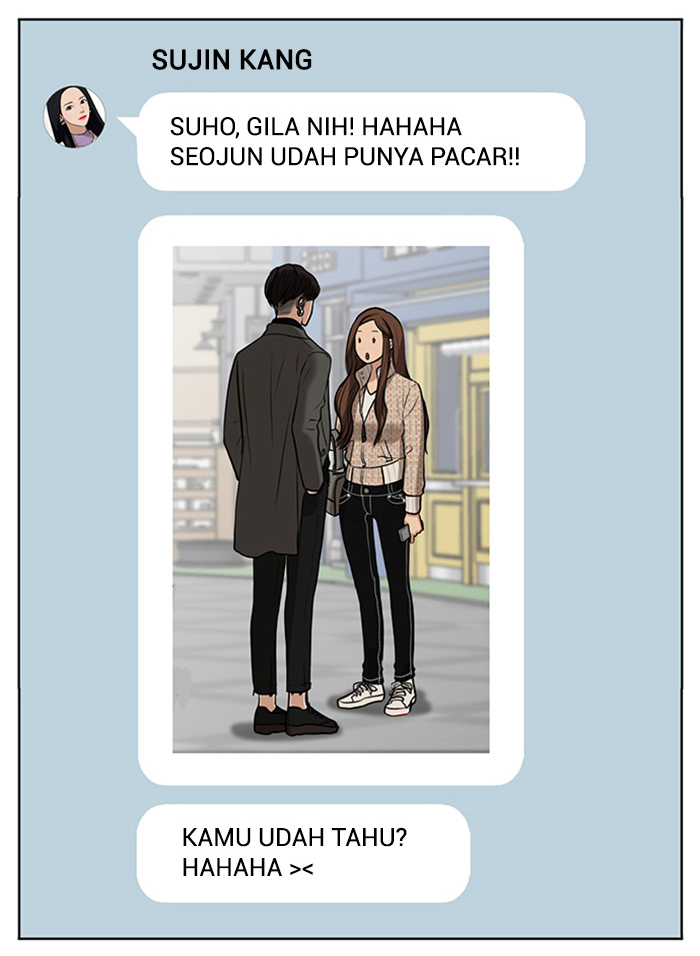 SUJIN KANG
SUHO, GILA NIH! HAHAHA
SEOJUN UDAH PUNYA PACAR!!
KAMU UDAH TAHU?
HAHAHA ><